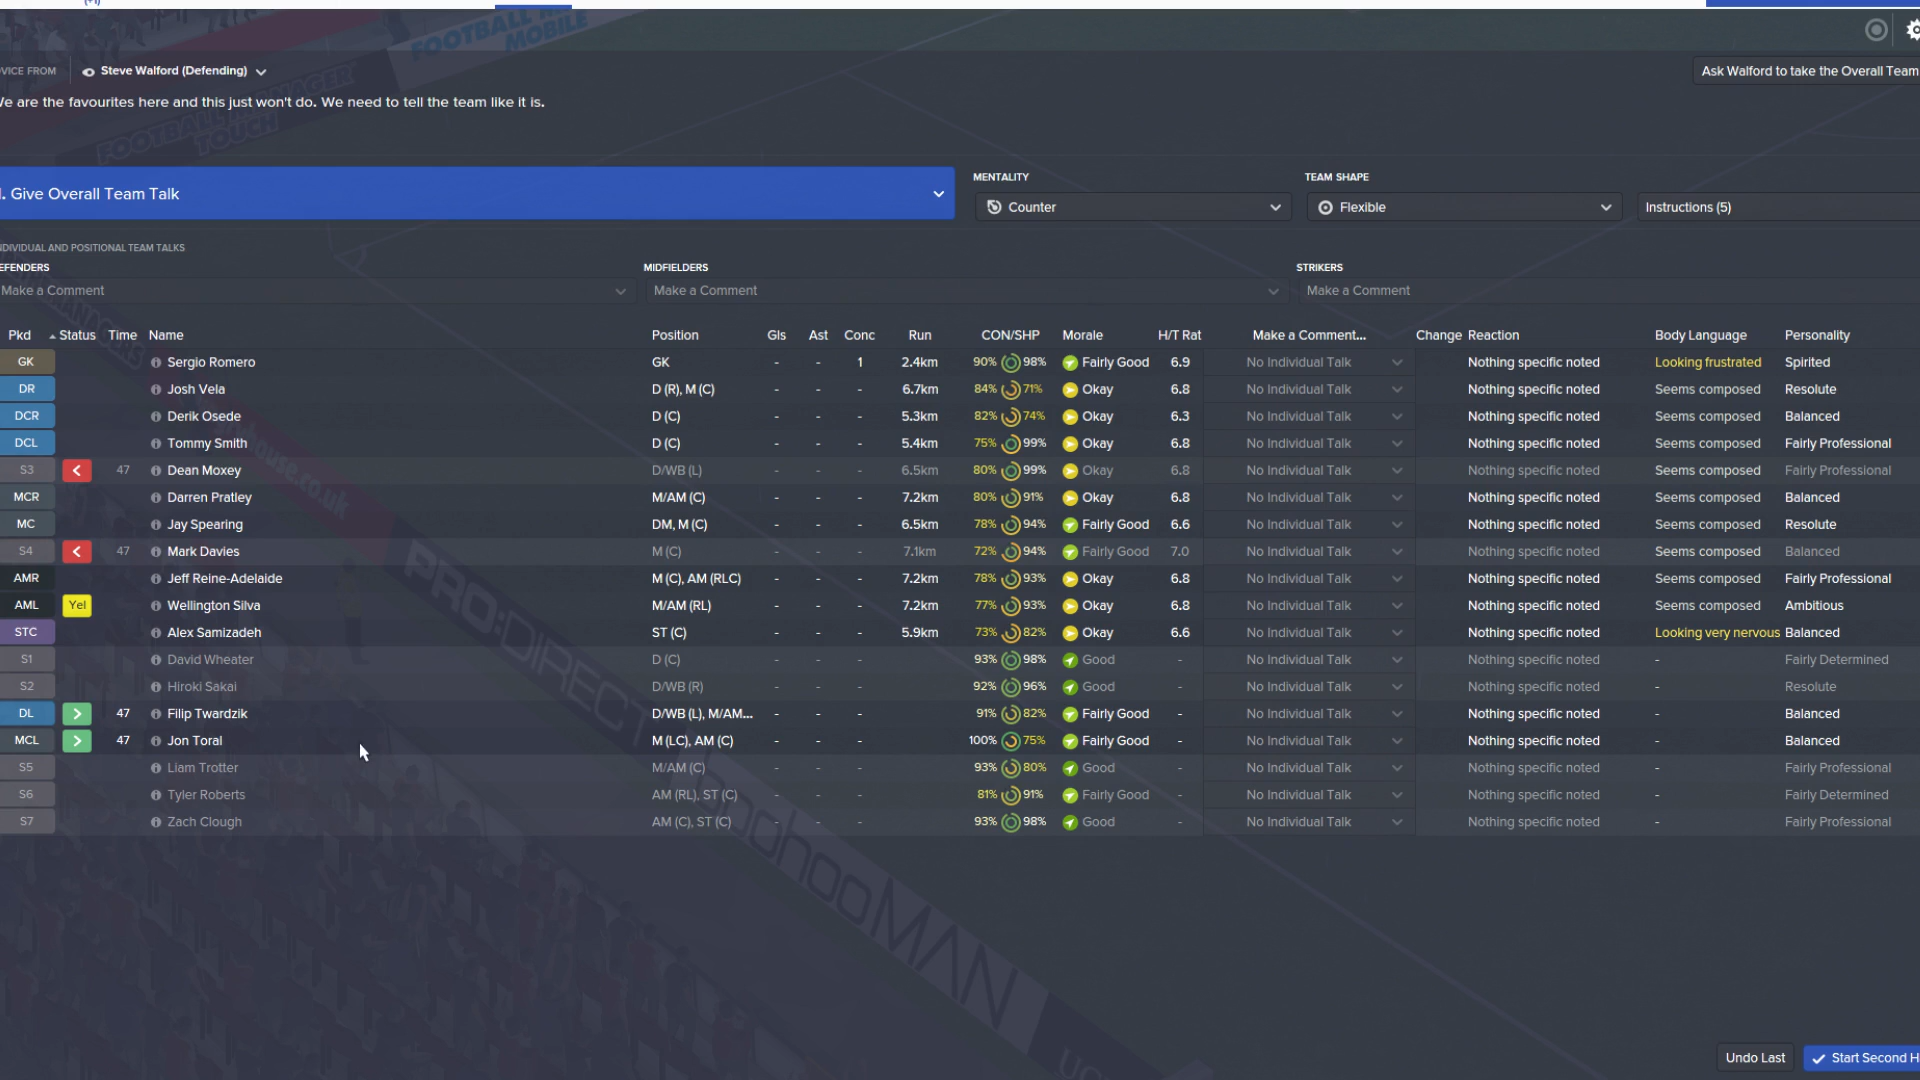 (+1)
FOOTBALL
MOBILE
VICE FROM Steve Walford (Defending) Ask Walford to take the Overall Team
e are the favourites here and this just won't do. We need to tell the team like it is.
FOOTBALL MANAGER
TOUCH
. Give Overall Team Talk
MENTALITY TEAM SHAPE
Counter Flexible Instructions (5)
NDIVIDUAL AND POSITIONAL TEAM TALKS
EFENDERS MIDFIELDERS STRIKERS
Make a Comment Make a Comment Make a Comment
Pkd Status Time Name Position Gls Ast Conc Run CON/SHP Morale H/T Rat Make a Comment... Change Reaction Body Language Personality
GK Sergio Romero GK - - 1 2.4km 90% 98% Fairly Good 6.9 No Individual Talk Nothing specific noted Looking frustrated Spirited
DR Josh Vela D (R), M (C) - - - 6.7km 84% 71% Okay 6.8 No Individual Talk Nothing specific noted Seems composed Resolute
DCR Derik Osede D (C) - - - 5.3km 82% 74% Okay 6.3 No Individual Talk Nothing specific noted Seems composed Balanced
DCL Tommy Smith D (C) - - - 5.4km 75% 99% Okay 6.8 No Individual Talk Nothing specific noted Seems composed Fairly Professional
S3 < 47 Dean Moxey D/WB (L) - - - 6.5km 80% 99% Okay 6.8 No Individual Talk Nothing specific noted Seems composed Fairly Professional
MCR Darren Pratley M/AM (C) - - - 7.2km 80% 91% Okay 6.8 No Individual Talk Nothing specific noted Seems composed Balanced
MC Jay Spearing DM, M (C) - - - 6.5km 78% 94% Fairly Good 6.6 No Individual Talk Nothing specific noted Seems composed Resolute
S4 < 47 Mark Davies M (C) - - - 7.1km 72% 94% Fairly Good 7.0 No Individual Talk Nothing specific noted Seems composed Balanced
AMR Jeff Reine-Adelaide M (C), AM (RLC) - - - 7.2km 78% 93% Okay 6.8 No Individual Talk Nothing specific noted Seems composed Fairly Professional
AML Yel Wellington Silva M/AM (RL) - - - 7.2km 77% 93% Okay 6.8 No Individual Talk Nothing specific noted Seems composed Ambitious
STC Alex Samizadeh ST (C) - - - 5.9km 73% 82% Okay 6.6 No Individual Talk Nothing specific noted Looking very nervous Balanced
S1 David Wheater D (C) - - - 93% 98% Good - No Individual Talk Nothing specific noted - Fairly Determined
S2 Hiroki Sakai D/WB (R) - - - 92% 96% Good - No Individual Talk Nothing specific noted - Resolute
DL > 47 Filip Twardzik D/WB (L), M/AM... - - - 91% 82% Fairly Good - No Individual Talk Nothing specific noted - Balanced
MCL > 47 Jon Toral M (LC), AM (C) - - - 100% 75% Fairly Good - No Individual Talk Nothing specific noted - Balanced
S5 Liam Trotter M/AM (C) - - - 93% 80% Good - No Individual Talk Nothing specific noted - Fairly Professional
S6 Tyler Roberts AM (RL), ST (C) - - - 81% 91% Fairly Good - No Individual Talk Nothing specific noted - Fairly Determined
S7 Zach Clough AM (C), ST (C) - - - 93% 98% Good - No Individual Talk Nothing specific noted - Fairly Professional
PRO:DIRECT
boohooMAN
Undo Last Start Second H